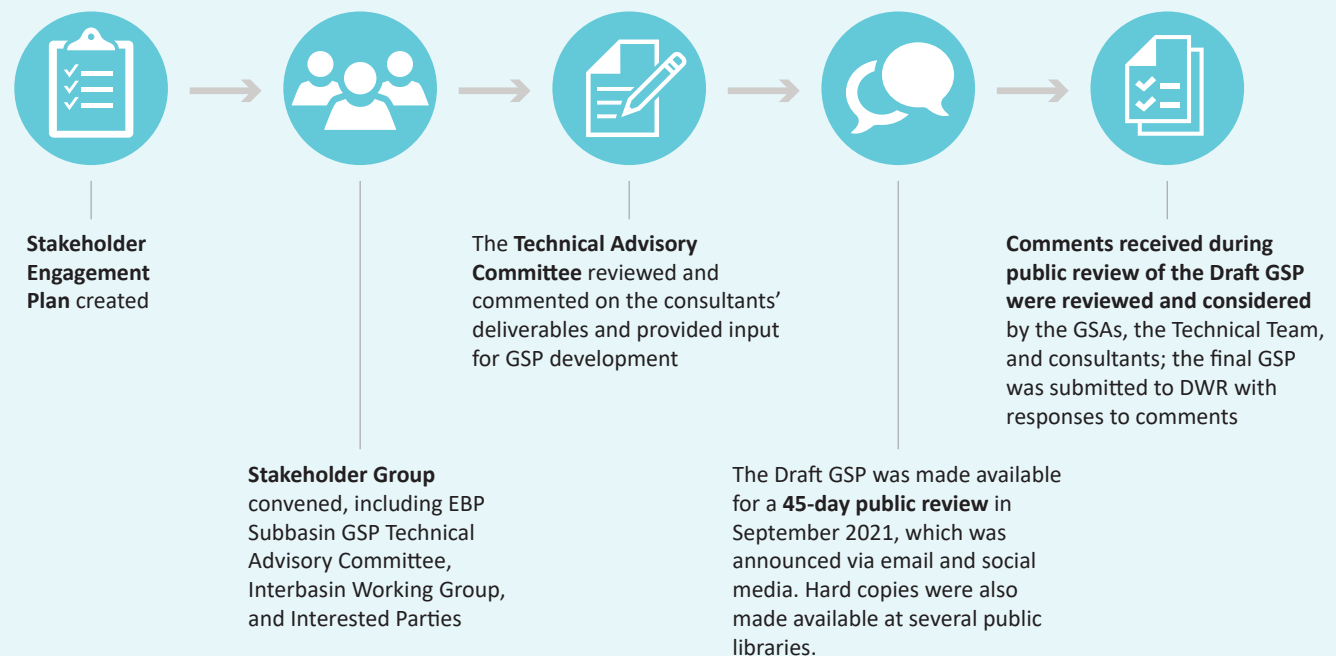 Stakeholder
Engagement
Plan created
Stakeholder Group
convened, including EBP
Subbasin GSP Technical
Advisory Committee,
Interbasin Working Group,
and Interested Parties
The Technical Advisory
Committee reviewed and
commented on the consultants’
deliverables and provided input
for GSP development
The Draft GSP was made available
for a 45-day public review in
September 2021, which was
announced via email and social
media. Hard copies were also
made available at several public
libraries.
Comments received during
public review of the Draft GSP
were reviewed and considered
by the GSAs, the Technical Team,
and consultants; the final GSP
was submitted to DWR with
responses to comments